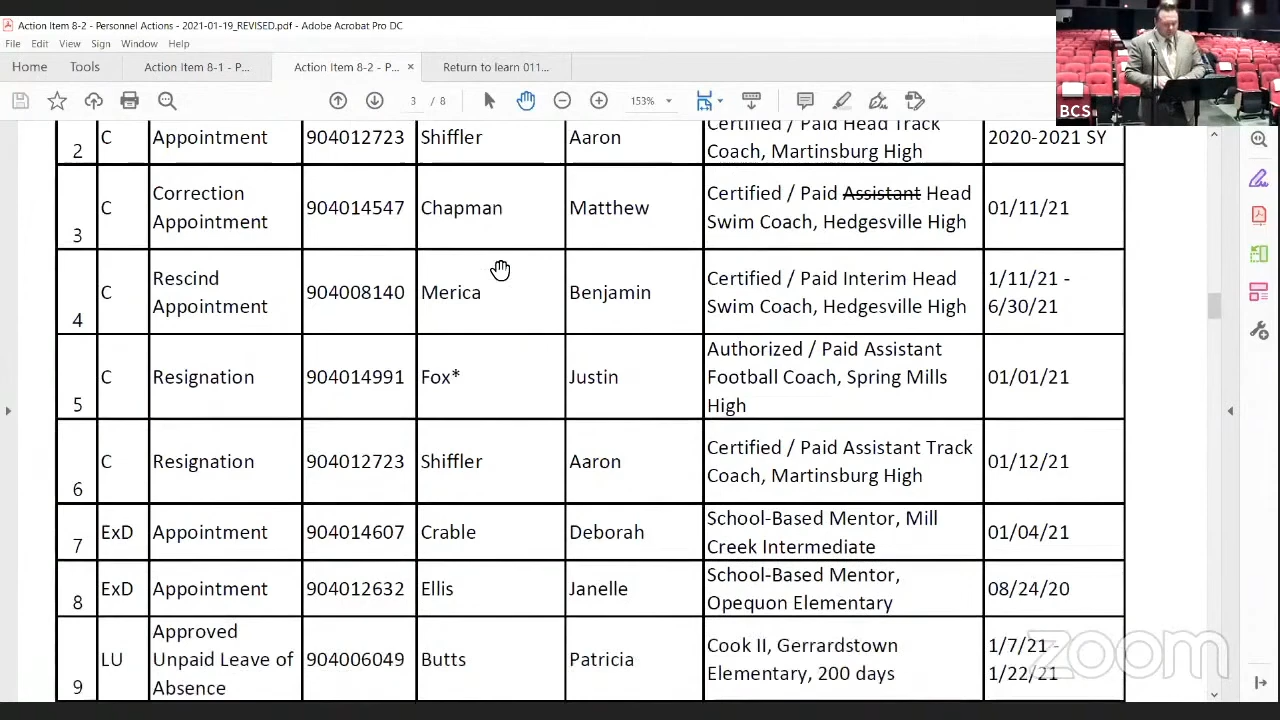 Action Item 8-2 - Personnel Actions - 2021-01-19_REVISED.pdf - Adobe Acrobat Pro DC
File Edit View Sign Window Help
Home Tools Action Item 8-1 - P... Action Item 8-2 - P... × Return to learn 01
3 / 8 153%
BCS
2 C Appointment 904012723 Shiffler Aaron Certified / Paid Head Track
Coach, Martinsburg High 2020-2021 SY
3 C Correction
Appointment 904014547 Chapman Matthew Certified / Paid Assistant Head
Swim Coach, Hedgesville High 01/11/21
4 C Rescind
Appointment 904008140 Merica Benjamin Certified / Paid Interim Head
Swim Coach, Hedgesville High 1/11/21 -
6/30/21
5 C Resignation 904014991 Fox* Justin Authorized / Paid Assistant
Football Coach, Spring Mills
High 01/01/21
6 C Resignation 904012723 Shiffler Aaron Certified / Paid Assistant Track
Coach, Martinsburg High 01/12/21
7 ExD Appointment 904014607 Crable Deborah School-Based Mentor, Mill
Creek Intermediate 01/04/21
8 ExD Appointment 904012632 Ellis Janelle School-Based Mentor,
Opequon Elementary 08/24/20
9 LU Approved
Unpaid Leave of
Absence 904006049 Butts Patricia Cook II, Gerrardstown
Elementary, 200 days 1/7/21 -
1/22/21
zoom